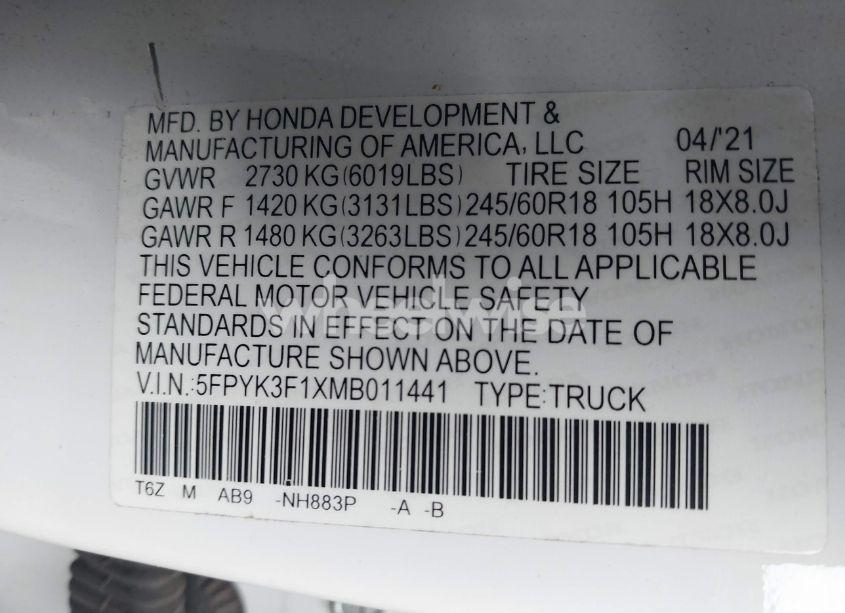 MFD. BY HONDA DEVELOPMENT &
MANUFACTURING OF AMERICA, LLC 04/'21
GVWR 2730 KG(6019LBS) TIRE SIZE RIM SIZE
GAWR F 1420 KG(3131LBS)245/60R18 105H 18X8.0J
GAWR R 1480 KG(3263LBS)245/60R18 105H 18X8.0J
THIS VEHICLE CONFORMS TO ALL APPLICABLE
FEDERAL MOTOR VEHICLE SAFETY
wheelwise
STANDARDS IN EFFECT ON THE DATE OF
MANUFACTURE SHOWN ABOVE.
V.I.N.:5FPYK3F1XMB011441 TYPE:TRUCK
T6Z M AB9 -NH883P -A -B